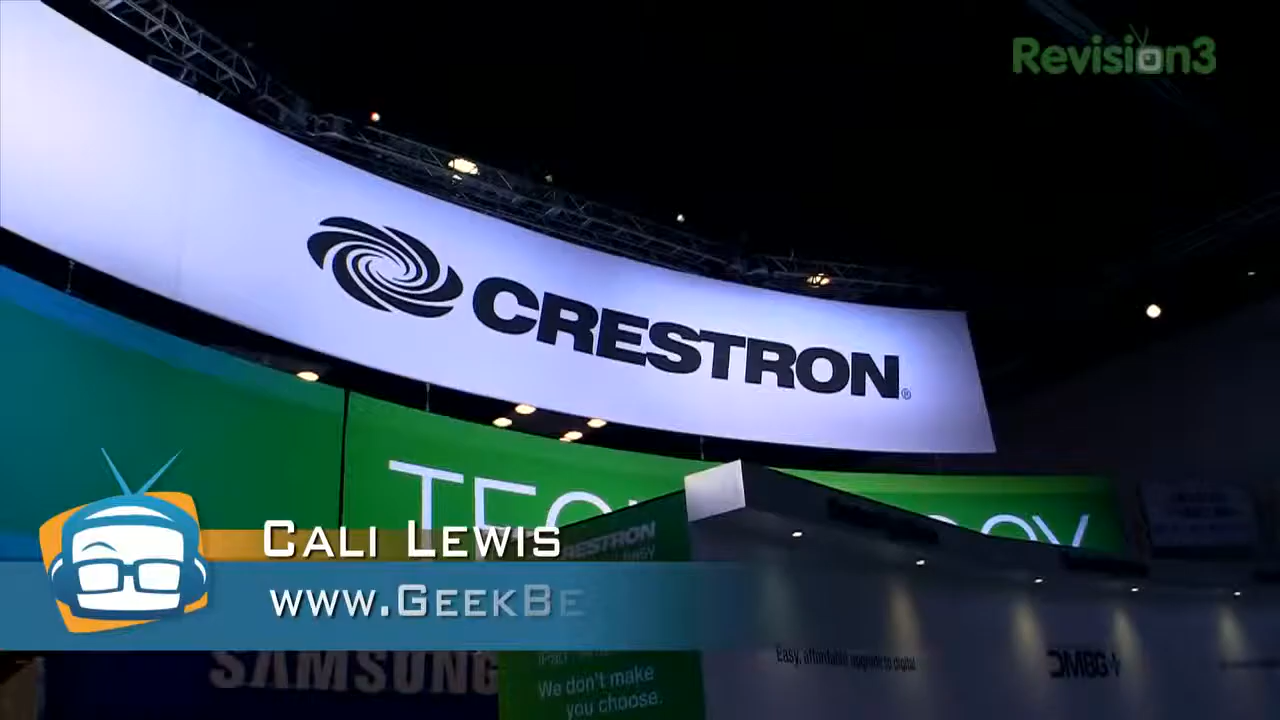 Revision3
CRESTRON®
CALI LEWIS
WWW.GEEKBE
CRESTRON
SAMSUNG
We don't make
you choose.
Easy, affordable upgrade to digital